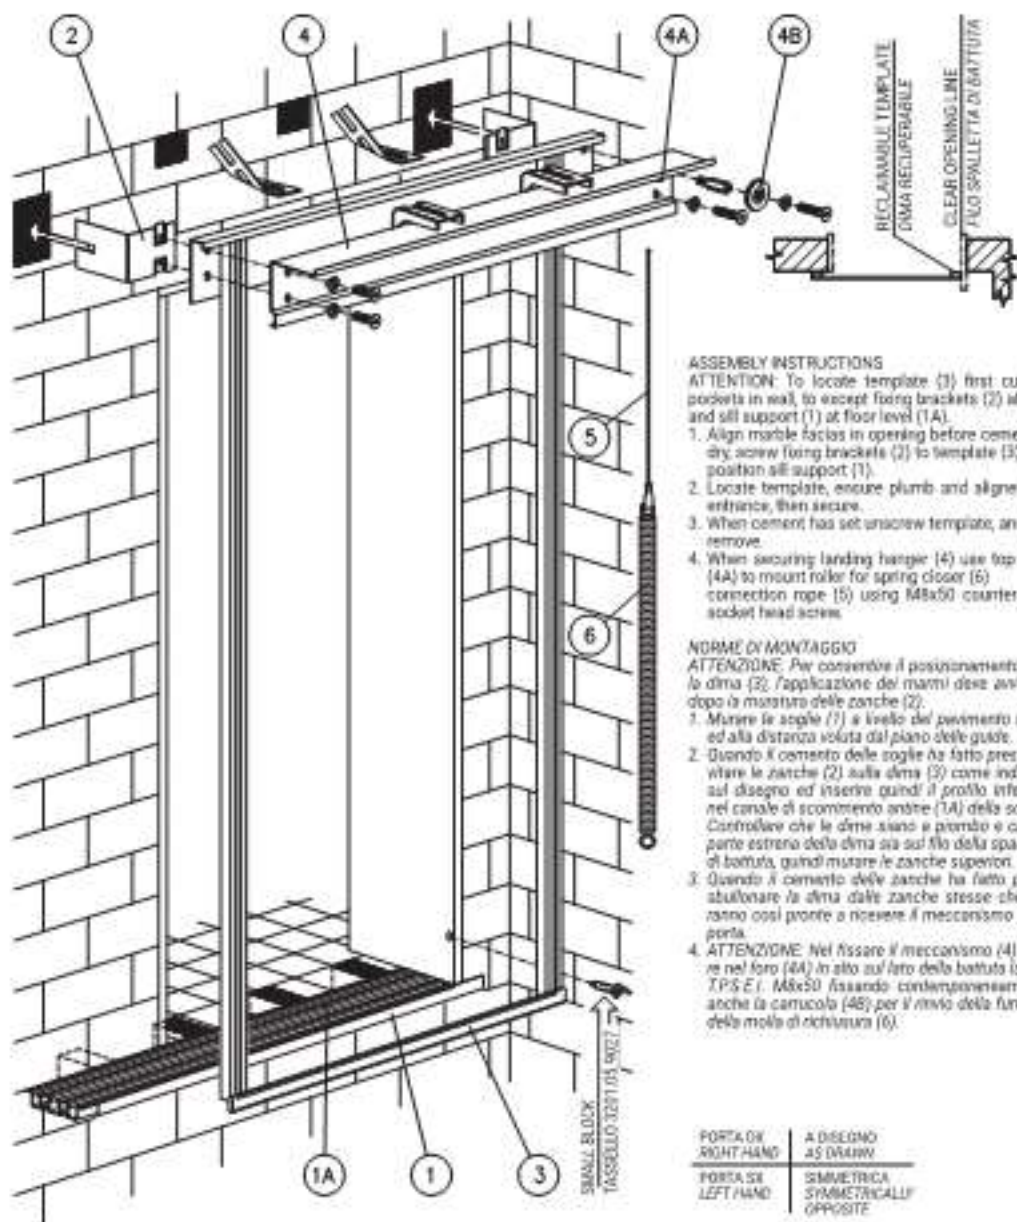 2
4
4A
4B
RECLAIMABLE TEMPLATE
DIMA RECUPERABILE
CLEAR OPENING LINE
FILO SPALLETTA DI BATTUTA
5
6
ASSEMBLY INSTRUCTIONS
ATTENTION: To locate template (3) first cu
pockets in wall, to except fixing brackets (2) at
and sill support (1) at floor level (1A).
1. Align marble facias in opening before ceme
dry, screw fixing brackets (2) to template (3)
position sill support (1).
2. Locate template, ensure plumb and aligne
entrance, then secure.
3. When cement has set unscrew template, an
remove.
4. When securing landing hanger (4) use top
(4A) to mount roller for spring closer (6)
connection rope (5) using M8x50 counter
socket head screw.
NORME DI MONTAGGIO
ATTENZIONE: Per consentire il posizionamento
la dima (3), l'applicazione dei marmi deve avv
dopo la muratura delle zanche (2).
1. Murare le soglie (1) a livello del pavimento
ed alla distanza voluta dal piano delle guide.
2. Quando il cemento delle soglie ha fatto pres
vitare le zanche (2) sulla dima (3) come ind
sul disegno ed inserire quindi il profilo infe
nel canale di scorrimento antine (1A) della so
Controllare che le dime siano a piombo e c
parte estrema della dima sia sul filo della spa
di battuta, quindi murare le zanche superiori.
3. Quando il cemento delle zanche ha fatto p
sbullonare la dima dalle zanche stesse che
ranno così pronte a ricevere il meccanismo
porta.
4. ATTENZIONE: Nel fissare il meccanismo (4)
re nel foro (4A) in alto sul lato della battuta la
T.P.S.E.I. M8x50 fissando contemporaneam
anche la carrucola (4B) per il rinvio della fun
della molla di richiusura (6).
1A
1
3
SMALL BLOCK
TASSELLO 3201.05.9027
PORTA DX
RIGHT HAND
A DISEGNO
AS DRAWN
PORTA SX
LEFT HAND
SIMMETRICA
SYMMETRICALLY
OPPOSITE